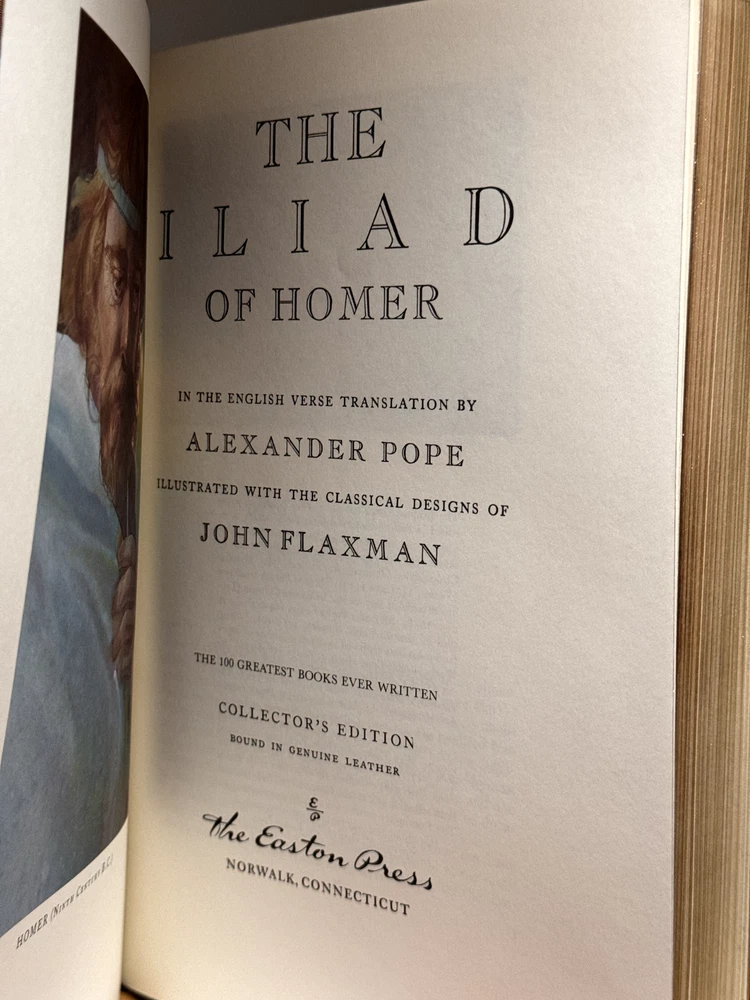 HOMER (NINTH CENTURY B.C.)
THE
ILIAD
OF HOMER
IN THE ENGLISH VERSE TRANSLATION BY
ALEXANDER POPE
ILLUSTRATED WITH THE CLASSICAL DESIGNS OF
JOHN FLAXMAN
THE 100 GREATEST BOOKS EVER WRITTEN
COLLECTOR'S EDITION
BOUND IN GENUINE LEATHER
E
P
The Easton Press
NORWALK, CONNECTICUT